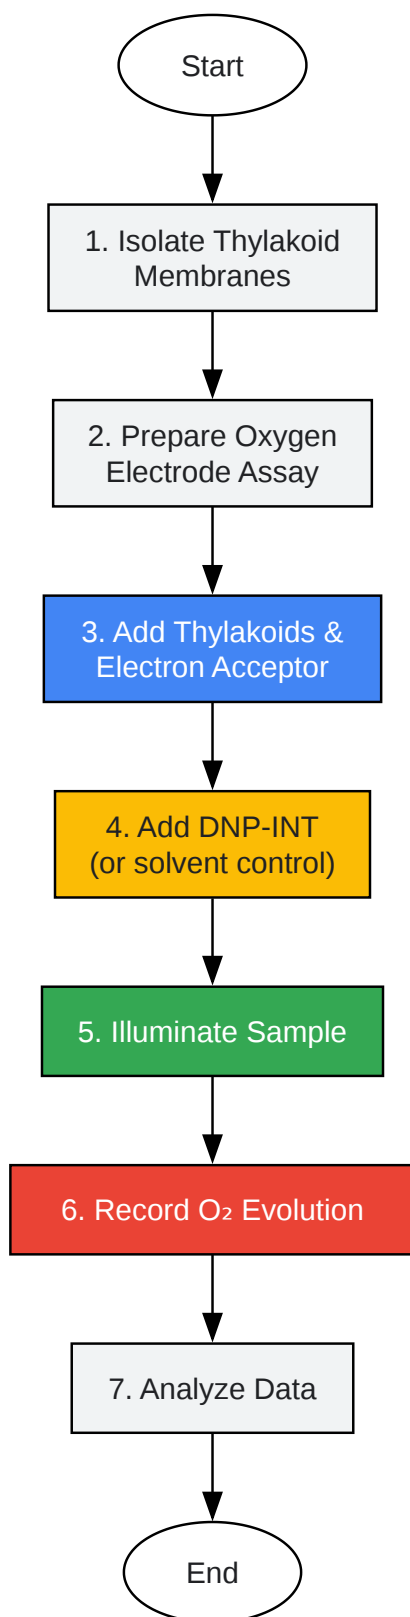 Start
1. Isolate Thylakoid
Membranes
2. Prepare Oxygen
Electrode Assay
3. Add Thylakoids &
Electron Acceptor
4. Add DNP-INT
(or solvent control)
5. Illuminate Sample
6. Record O₂ Evolution
7. Analyze Data
End